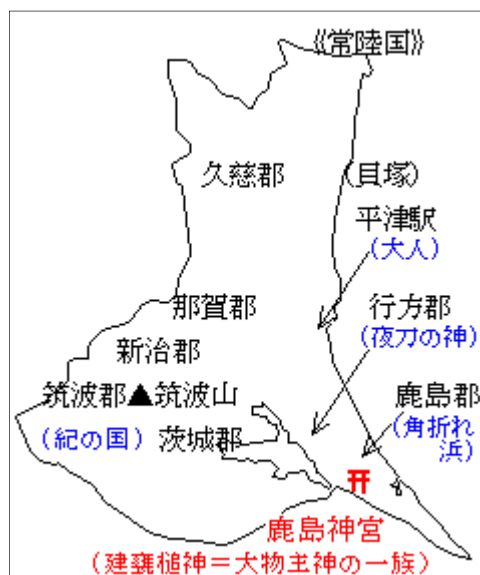 《常陸国》
久慈郡
(貝塚)
平津駅
(大人)
那賀郡
行方郡
(夜刀の神)
新治郡
筑波郡▲筑波山
鹿島郡
(角折れ
浜)
(紀の国)
茨城郡
鹿島神宮
(建甕槌神=大物主神の一族)